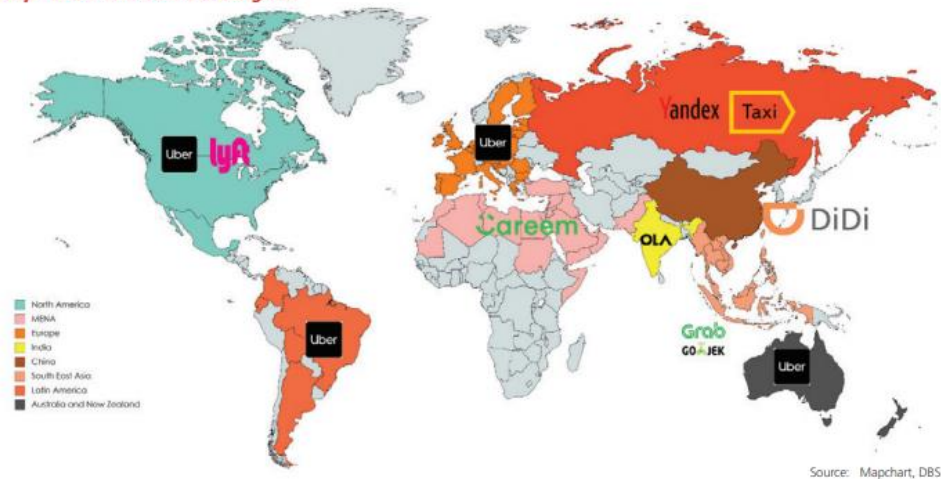 Yandex Taxi
Uber lyft
Uber
Careem
OLA
DiDi
Uber
Grab
GOJEK
Uber
North America
MENA
Europe
India
China
South East Asia
Latin America
Australia and New Zealand
Source: Mapchart, DBS